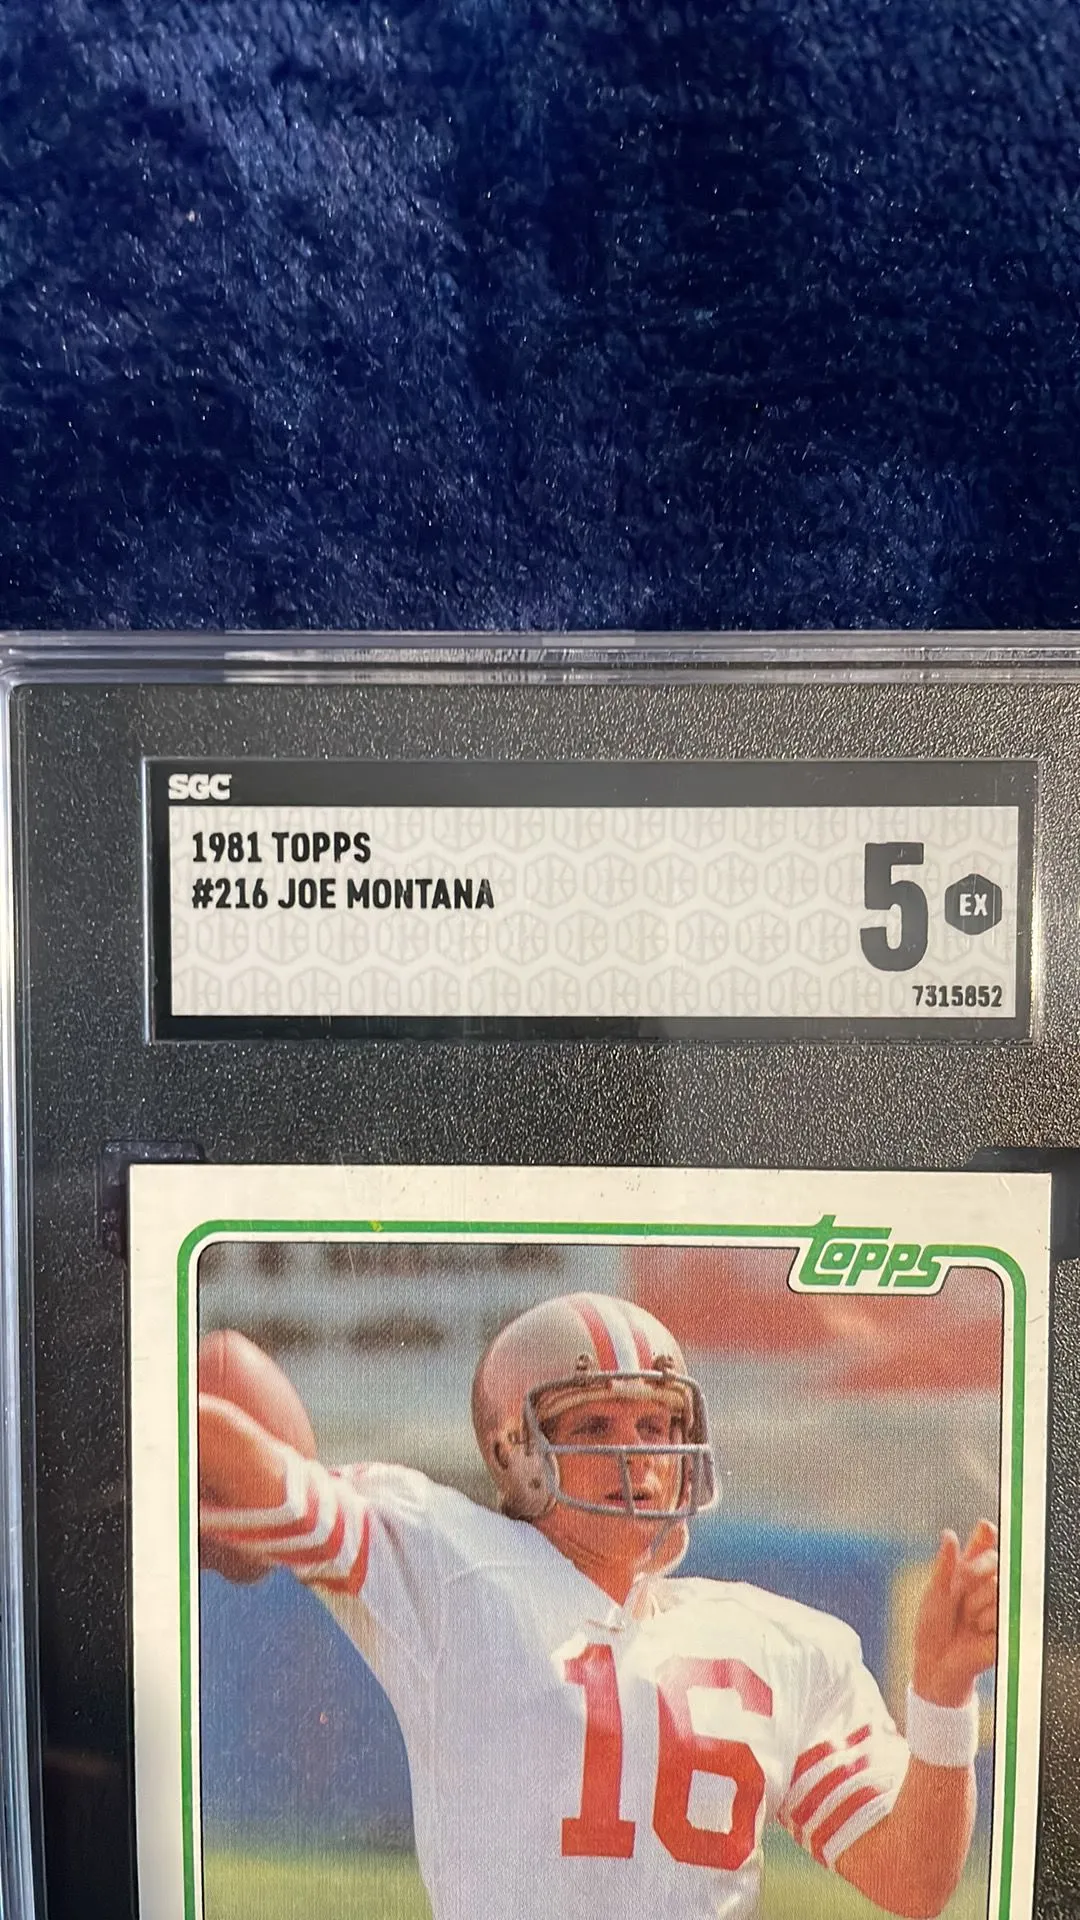 SGC
1981 TOPPS
#216 JOE MONTANA
5 EX
7315852
topps
16